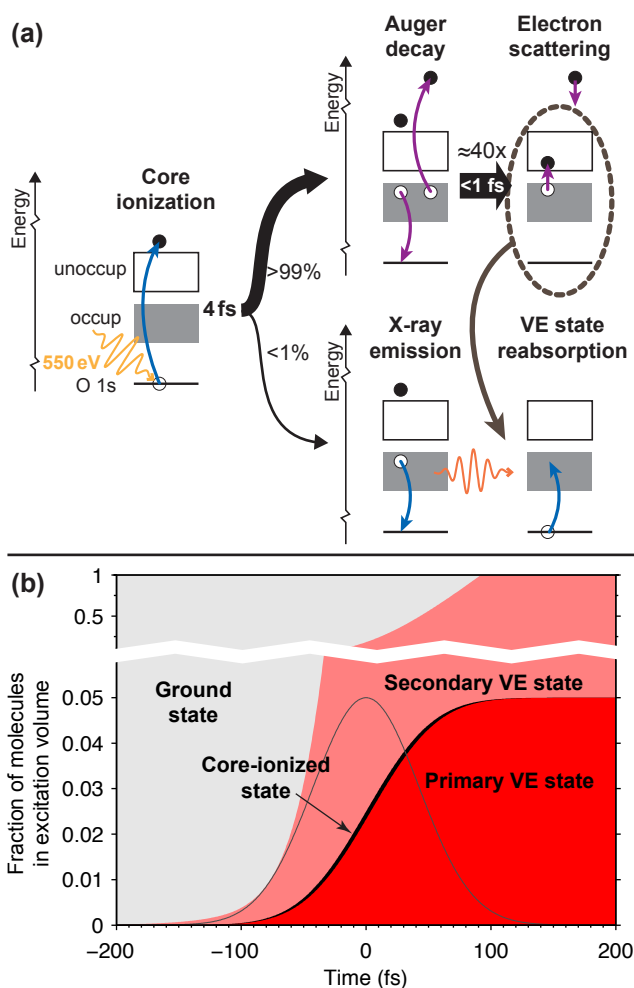 (a)
Auger
decay
Electron
scattering
Energy
≈40x
<1 fs
Core
ionization
Energy
unoccup
>99%
occup
4 fs
<1%
550 eV
O 1s
X-ray
emission
VE state
reabsorption
Energy
(b)
1
0.5
Fraction of molecules
in excitation volume
0.05
0.04
0.03
0.02
0.01
0
Ground
state
Secondary VE state
Core-ionized
state
Primary VE state
−200
−100
0
100
200
Time (fs)